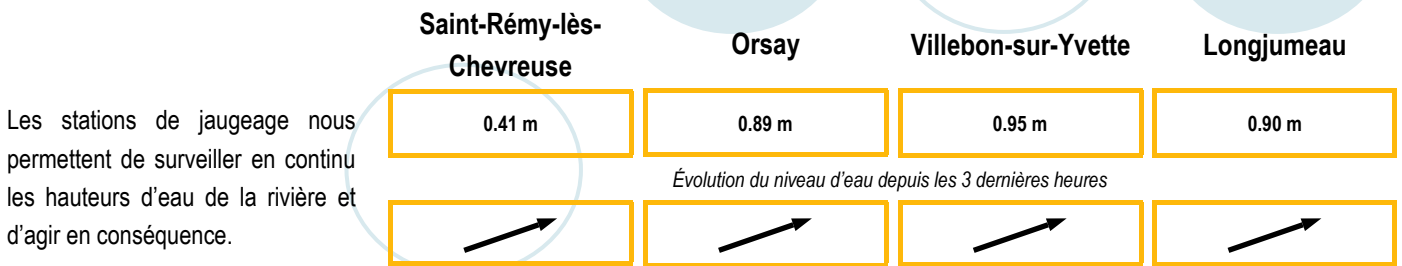 Saint-Rémy-lès-
Chevreuse
Orsay
Villebon-sur-Yvette
Longjumeau
Les stations de jaugeage nous
permettent de surveiller en continu
les hauteurs d’eau de la rivière et
d’agir en conséquence.
0.41 m
0.89 m
0.95 m
0.90 m
Évolution du niveau d’eau depuis les 3 dernières heures